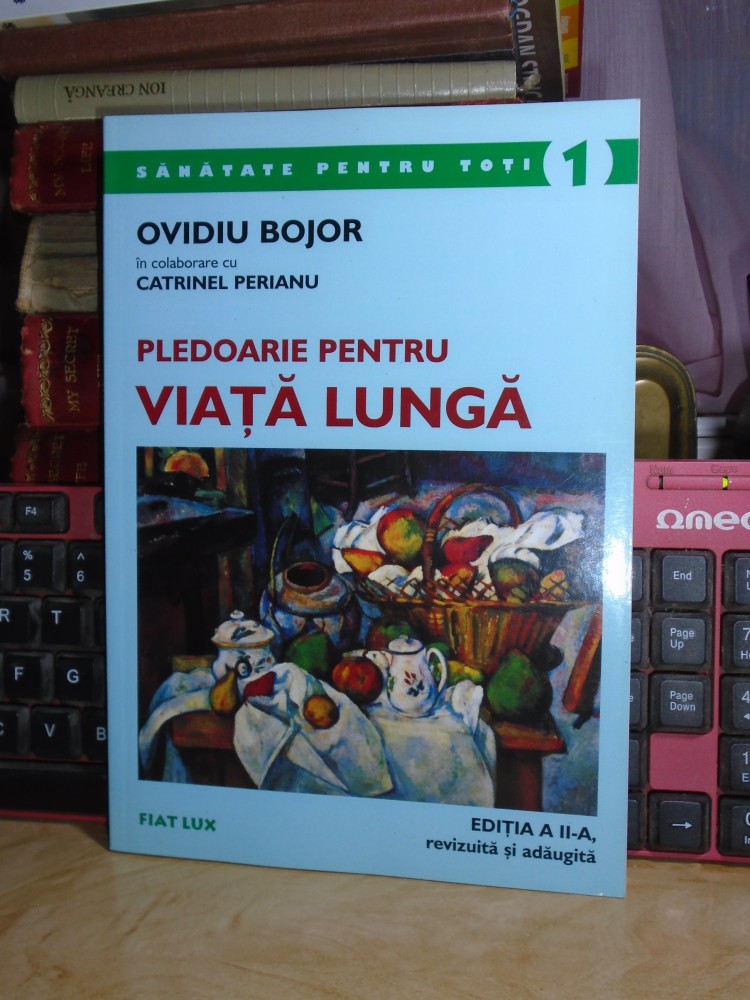 ION CREANGĂ
SĂNĂTATE PENTRU TOȚI 1
OVIDIU BOJOR
în colaborare cu
CATRINEL PERIANU
PLEDOARIE PENTRU
VIAȚĂ LUNGĂ
FIAT LUX
EDIȚIA A II-A,
revizuită și adăugită
MY SECRET
F4
%
5
^
6
R
T
F
G
C
V
B
End
Page
Up
Page
Down
→